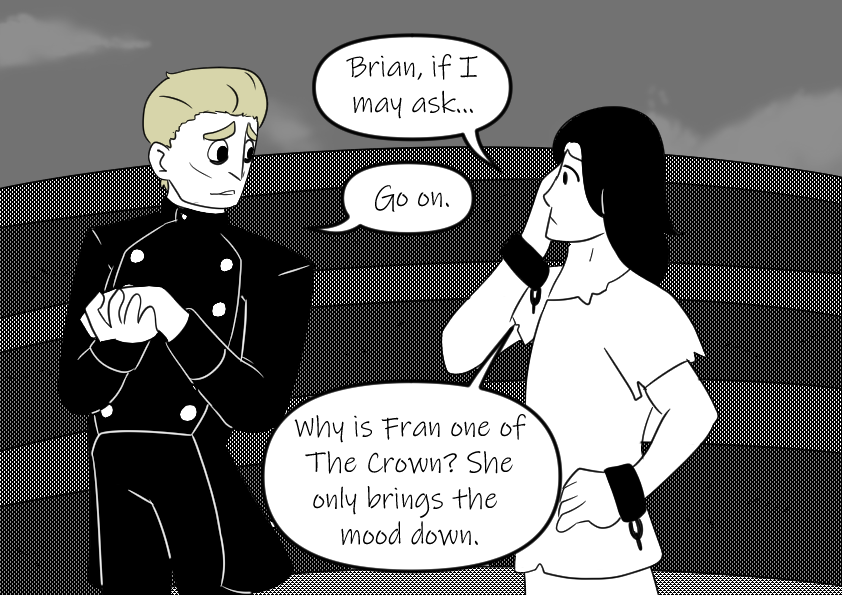 Brian, if I
may ask...
Go on.
Why is Fran one of
The Crown? She
only brings the
mood down.